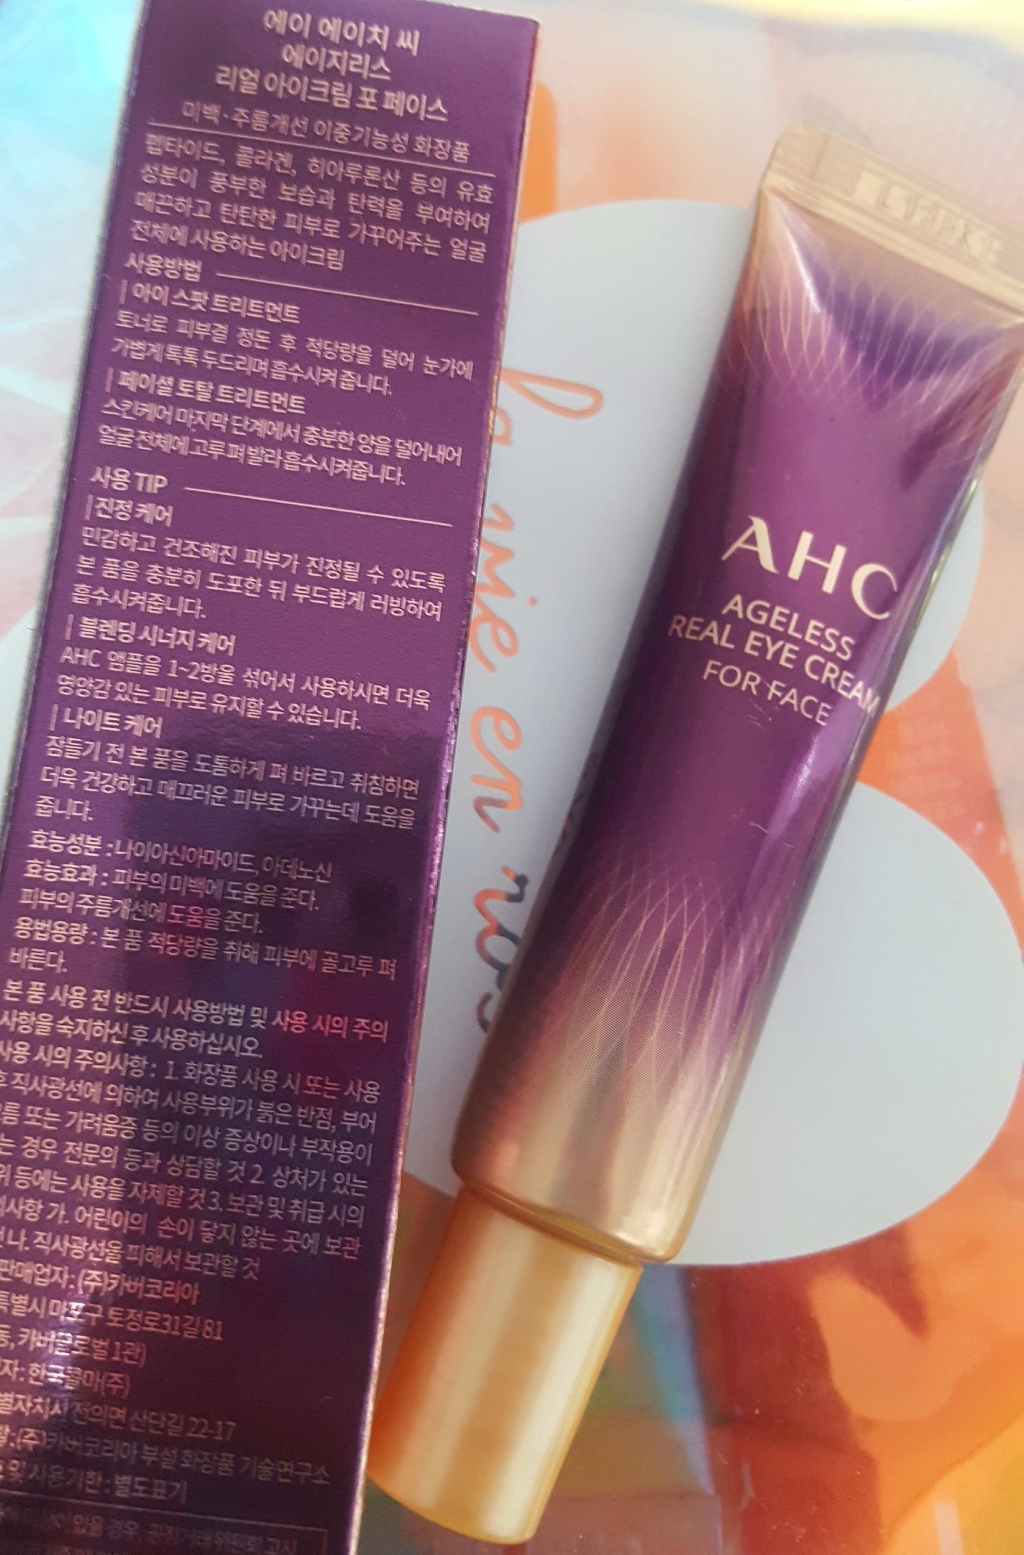 에이 에이치 씨
에이지리스
리얼 아이크림 포 페이스
미백·주름개선 이중기능성 화장품
펩타이드, 콜라겐, 히아루론산 등의 유효
성분이 풍부한 보습과 탄력을 부여하여
매끈하고 탄탄한 피부로 가꾸어주는 얼굴
전체에 사용하는 아이크림
사용방법
| 아이 스팟 트리트먼트
토너로 피부결 정돈 후 적당량을 덜어 눈가에
가볍게 톡톡 두드리며 흡수시켜 줍니다.
| 페이셜 토탈 트리트먼트
스킨케어 마지막 단계에서 충분한 양을 덜어내어
얼굴 전체에 고루 펴 발라 흡수시켜줍니다.
사용 TIP
| 진정 케어
민감하고 건조해진 피부가 진정될 수 있도록
본 품을 충분히 도포한 뒤 부드럽게 러빙하여
흡수시켜줍니다.
| 블렌딩 시너지 케어
AHC 앰플을 1~2방울 섞어서 사용하시면 더욱
영양감 있는 피부로 유지할 수 있습니다.
| 나이트 케어
잠들기 전 본 품을 도톰하게 펴 바르고 취침하면
더욱 건강하고 매끄러운 피부로 가꾸는데 도움을
줍니다.
효능성분 : 나이아신아마이드, 아데노신
효능효과 : 피부의 미백에 도움을 준다.
피부의 주름개선에 도움을 준다.
용법용량 : 본 품 적당량을 취해 피부에 골고루 펴
바른다.
본 품 사용 전 반드시 사용방법 및 사용 시의 주의
사항을 숙지하신 후 사용하십시오.
사용 시의 주의사항 : 1. 화장품 사용 시 또는 사용
후 직사광선에 의하여 사용부위가 붉은 반점, 부어
오름 또는 가려움증 등의 이상 증상이나 부작용이
는 경우 전문의 등과 상담할 것 2. 상처가 있는
위 등에는 사용을 자제할 것 3. 보관 및 취급 시의
의사항 가. 어린이의 손이 닿지 않는 곳에 보관
나. 직사광선을 피해서 보관할 것
판매업자 : (주)카버코리아
특별시 마포구 토정로31길 81
동, 카버글로벌 1관)
자 : 한국콜마(주)
별자치시 전의면 산단길 22-17
(주)카버코리아 부설 화장품 기술연구소
및 사용기한 : 별도표기
이상이 있을 경우, 공정거래위원회 고시
AHC
AGELESS
REAL EYE CREAM
FOR FACE
la vie en